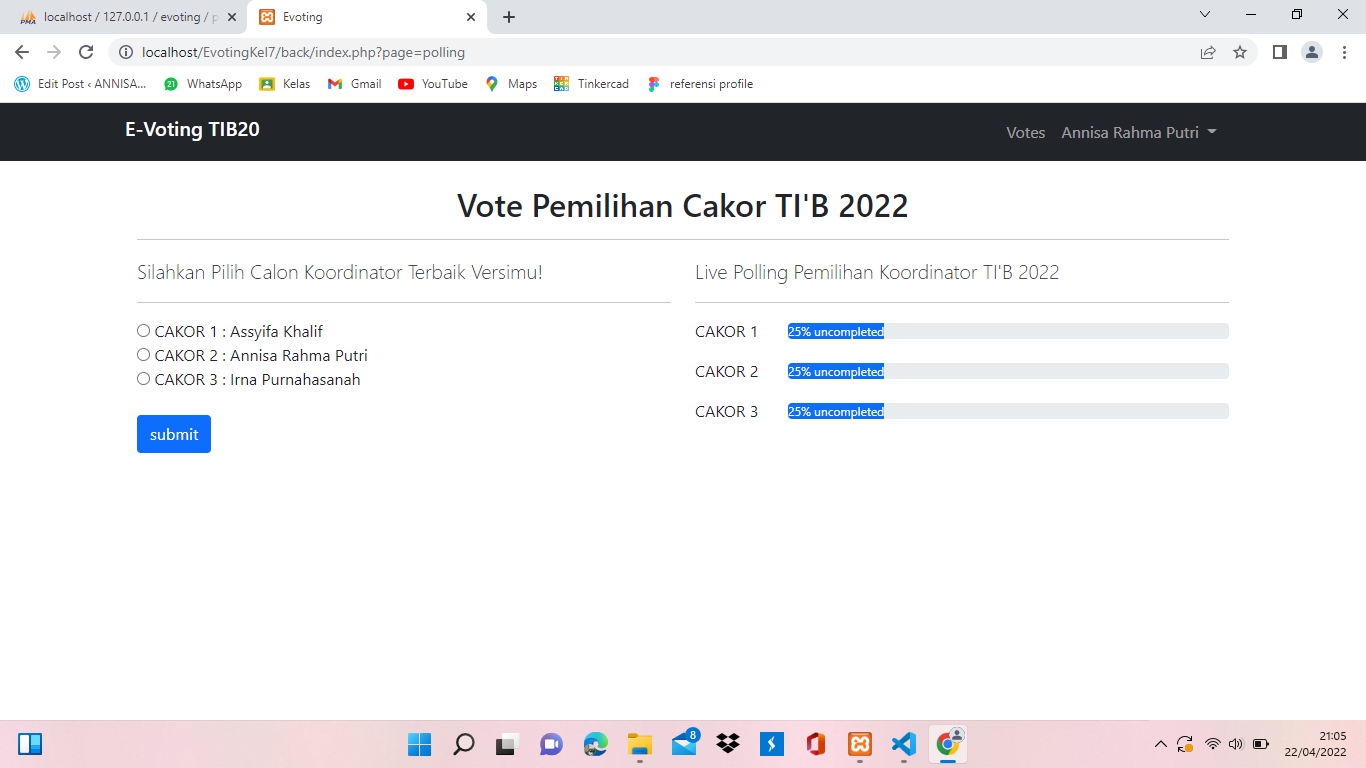 PMA localhost / 127.0.0.1 / evoting / p
Evoting
localhost/EvotingKel7/back/index.php?page=polling
Edit Post ‹ ANNISA...
21 WhatsApp
Kelas
Gmail
YouTube
Maps
TIN KER CAD Tinkercad
referensi profile
E-Voting TIB20
Votes
Annisa Rahma Putri
Vote Pemilihan Cakor TI'B 2022
Silahkan Pilih Calon Koordinator Terbaik Versimu!
CAKOR 1 : Assyifa Khalif
CAKOR 2 : Annisa Rahma Putri
CAKOR 3 : Irna Purnahasanah
submit
Live Polling Pemilihan Koordinator TI'B 2022
CAKOR 1 25% uncompleted
CAKOR 2 25% uncompleted
CAKOR 3 25% uncompleted
8
21:05
22/04/2022